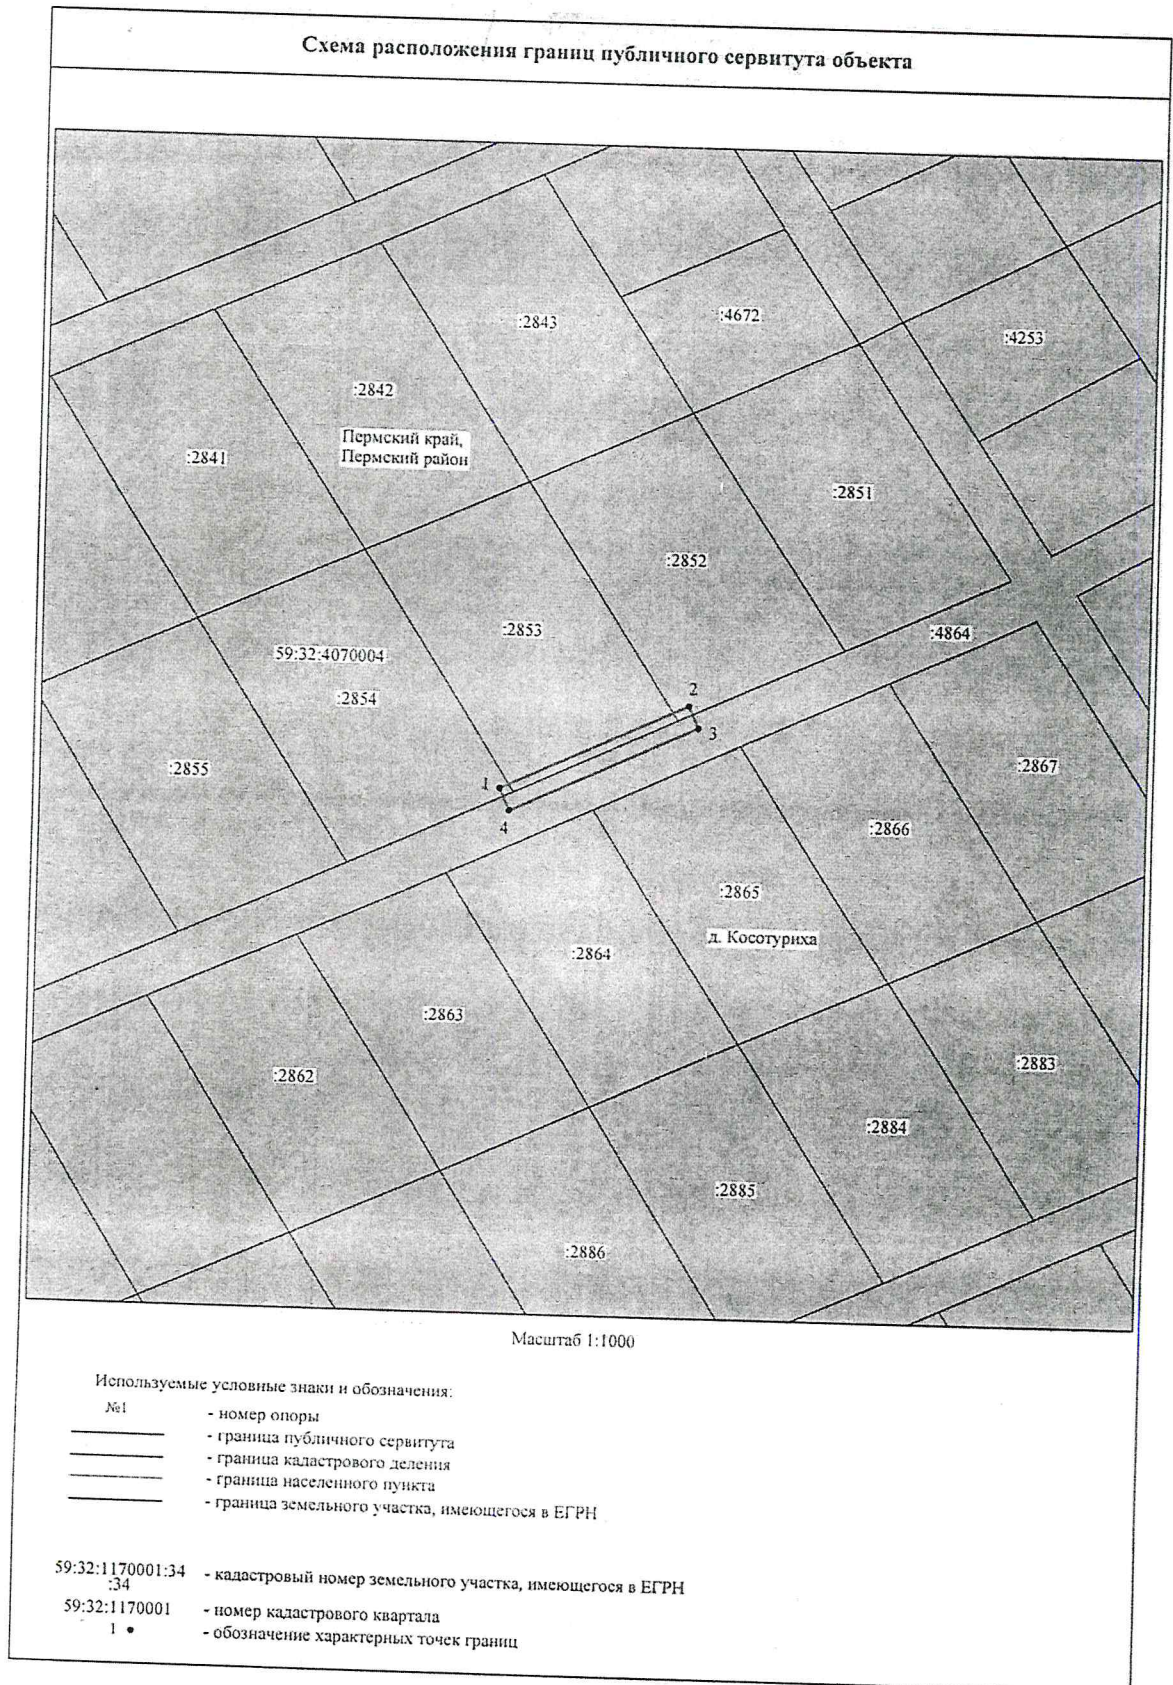 Схема расположения границ публичного сервитута объекта
:2843
:4672
:4253
:2842
Пермский край,
Пермский район
:2841
:2851
:2852
:2853
:4864
59:32:4070004
:2854
2
3
:2855
1
4
:2867
:2866
:2865
д. Косотуриха
:2864
:2863
:2862
:2883
:2884
:2885
:2886
Масштаб 1:1000
Используемые условные знаки и обозначения:
№1 - номер опоры
- граница публичного сервитута
- граница кадастрового деления
- граница населенного пункта
- граница земельного участка, имеющегося в ЕГРН
59:32:1170001:34
:34 - кадастровый номер земельного участка, имеющегося в ЕГРН
59:32:1170001 - номер кадастрового квартала
1 - обозначение характерных точек границ